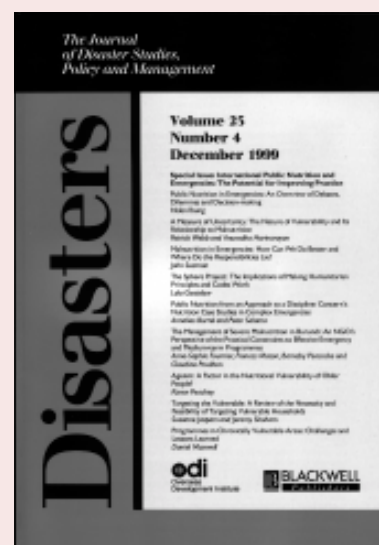 The Journal
of Disaster Studies,
Policy and Management
Disasters
Volume 25
Number 4
December 1999
Special Issue: International Public Nutrition and
Emergencies: The Potential for Improving Practice
Public Nutrition in Emergencies: An Overview of Debates,
Dilemmas and Decision-making
Helen Young
A Measure of Uncertainty: The Nature of Vulnerability and Its
Relationship to Malnutrition
Patrick Webb and
Malnutrition in Emergencies: How Can We Do Better and
Where Do the Responsibilities Lie?
John
The Sphere Project: The Implications of Making Humanitarian
Principles and Codes Work
Public Nutrition from an Approach to a Discipline: Concern's
Nutrition Case Studies in Complex Emergencies
and Peter
The Management of Severe Malnutrition in Burundi: An NGO's
Perspective of the Practical Constraints to Effective Emergency
and Programmes
Ageism: A Factor in the Nutritional Vulnerability of Older
People?
Targeting the Vulnerable: A Review of the Necessity and
Feasibility of Targeting Vulnerable Households
and Jeremy
Programmes in Chronically Vulnerable Areas: Challenges and
Lessons Learned
Daniel Maxwell
odi
Overseas
Development Institute
BLACKWELL
Publishers